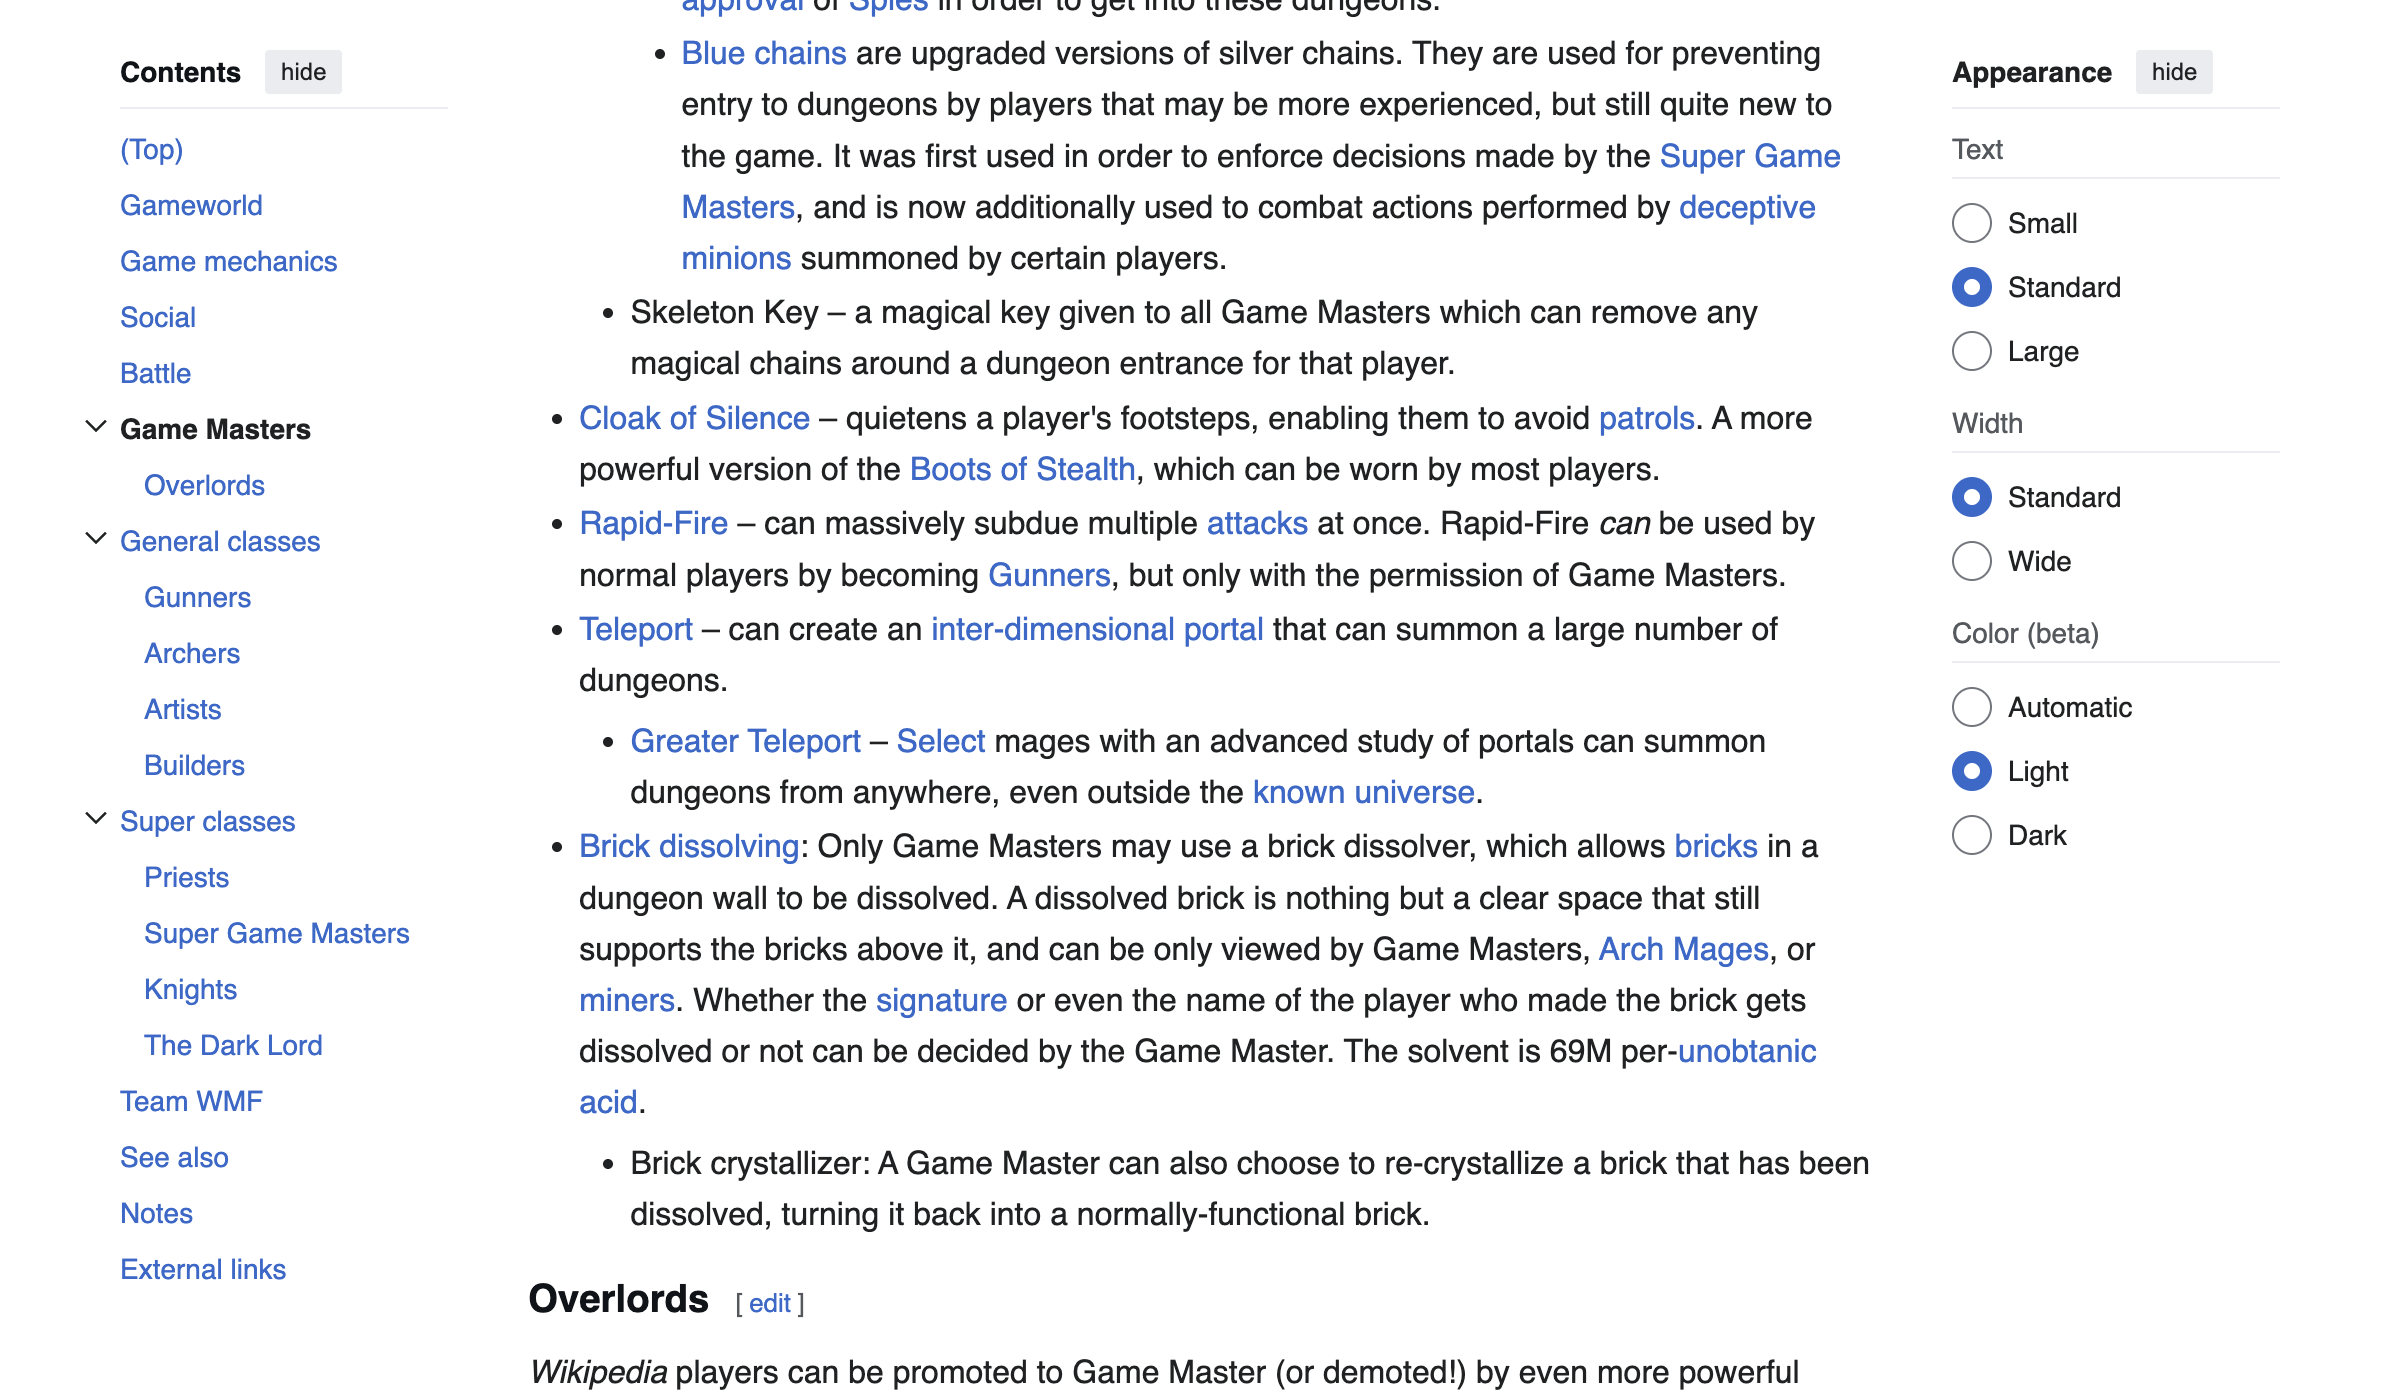 Contents hide
(Top)
Gameworld
Game mechanics
Social
Battle
Game Masters
Overlords
General classes
Gunners
Archers
Artists
Builders
Super classes
Priests
Super Game Masters
Knights
The Dark Lord
Team WMF
See also
Notes
External links
approval of Spies in order to get into these dungeons.
Blue chains are upgraded versions of silver chains. They are used for preventing
entry to dungeons by players that may be more experienced, but still quite new to
the game. It was first used in order to enforce decisions made by the Super Game
Masters, and is now additionally used to combat actions performed by deceptive
minions summoned by certain players.
Skeleton Key – a magical key given to all Game Masters which can remove any
magical chains around a dungeon entrance for that player.
Cloak of Silence – quietens a player's footsteps, enabling them to avoid patrols. A more
powerful version of the Boots of Stealth, which can be worn by most players.
Rapid-Fire – can massively subdue multiple attacks at once. Rapid-Fire can be used by
normal players by becoming Gunners, but only with the permission of Game Masters.
Teleport – can create an inter-dimensional portal that can summon a large number of
dungeons.
Greater Teleport – Select mages with an advanced study of portals can summon
dungeons from anywhere, even outside the known universe.
Brick dissolving: Only Game Masters may use a brick dissolver, which allows bricks in a
dungeon wall to be dissolved. A dissolved brick is nothing but a clear space that still
supports the bricks above it, and can be only viewed by Game Masters, Arch Mages, or
miners. Whether the signature or even the name of the player who made the brick gets
dissolved or not can be decided by the Game Master. The solvent is 69M per-unobtanic
acid.
Brick crystallizer: A Game Master can also choose to re-crystallize a brick that has been
dissolved, turning it back into a normally-functional brick.
Overlords [ edit ]
Wikipedia players can be promoted to Game Master (or demoted!) by even more powerful
Appearance hide
Text
Small
Standard
Large
Width
Standard
Wide
Color (beta)
Automatic
Light
Dark